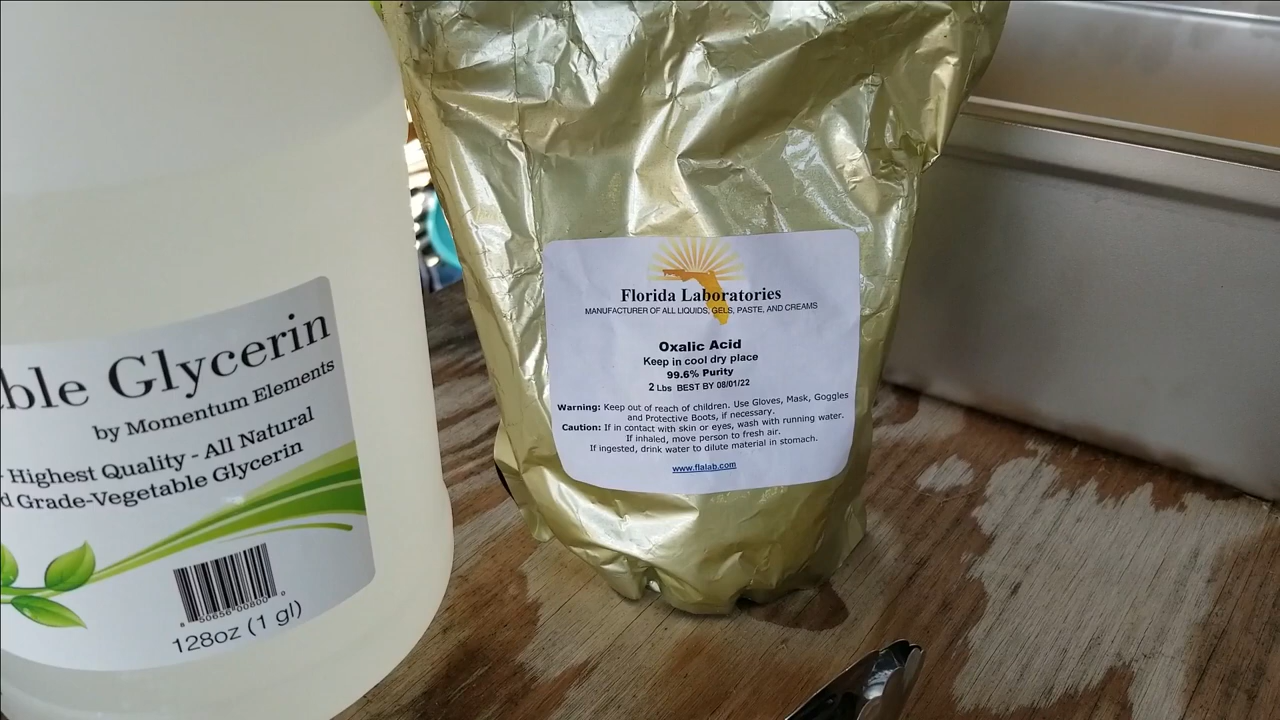 Glycerin
by Momentum Elements
- Highest Quality - All Natural
Grade-Vegetable Glycerin
128oz (1 gl)
Florida Laboratories
MANUFACTURER OF ALL LIQUIDS, GELS, PASTE, AND CREAMS
Oxalic Acid
Keep in cool dry place
99.6% Purity
2 Lbs BEST BY 08/01/22
Warning: Keep out of reach of children. Use Gloves, Mask, Goggles
and Protective Boots, if necessary.
Caution: If in contact with skin or eyes, wash with running water.
If inhaled, move person to fresh air.
If ingested, drink water to dilute material in stomach.
www.flalab.com